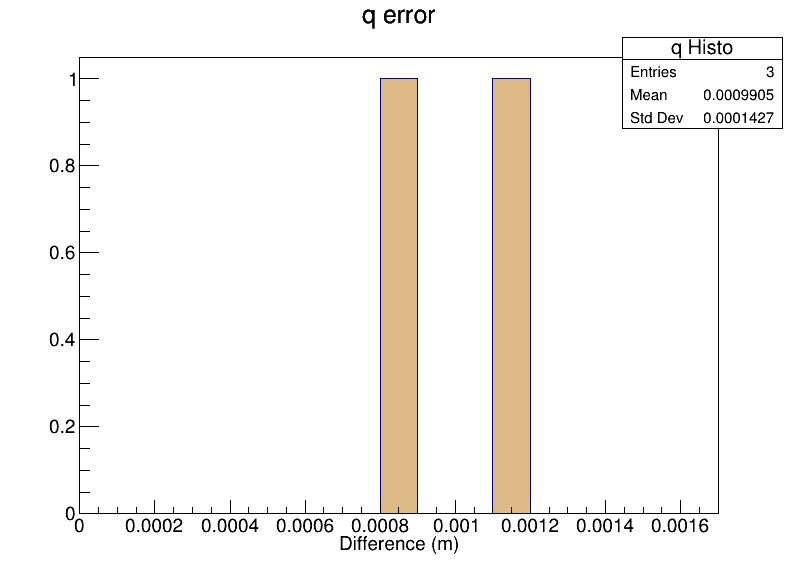 q error
q Histo
Entries 3
Mean 0.0009905
Std Dev 0.0001427
1
0.8
0.6
0.4
0.2
0
0 0.0002 0.0004 0.0006 0.0008 0.001 0.0012 0.0014 0.0016
Difference (m)